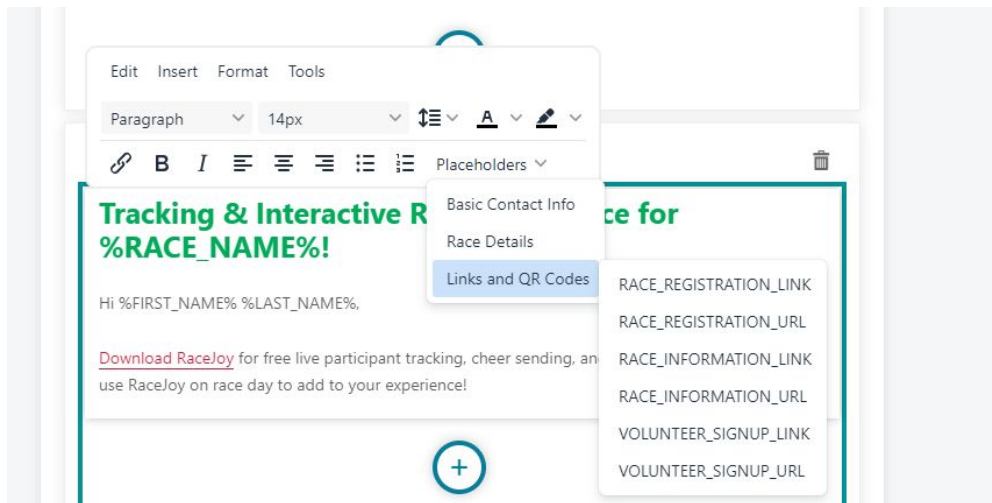 Edit Insert Format Tools
Paragraph 14px A
B I Placeholders
Basic Contact Info
Race Details
Links and QR Codes
RACE_REGISTRATION_LINK
RACE_REGISTRATION_URL
RACE_INFORMATION_LINK
RACE_INFORMATION_URL
VOLUNTEER_SIGNUP_LINK
VOLUNTEER_SIGNUP_URL
Tracking & Interactive R ce for
%RACE_NAME%!
Hi %FIRST_NAME% %LAST_NAME%,
Download RaceJoy for free live participant tracking, cheer sending, an
use RaceJoy on race day to add to your experience!